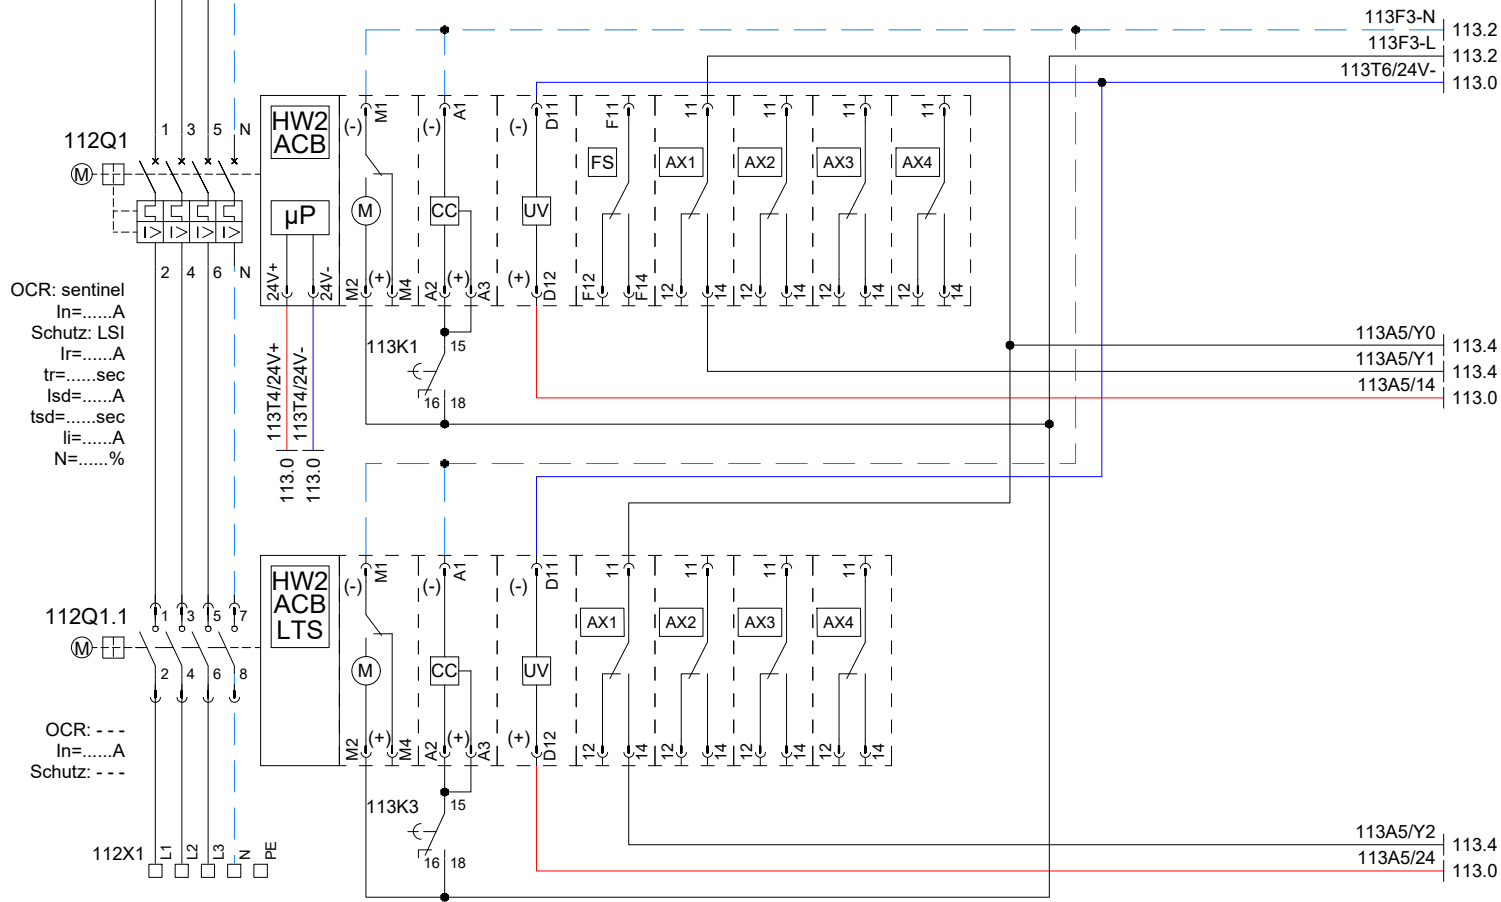 113F3-N
113.2
113F3-L
113.2
113T6/24V-
113.0
112Q1
1 3 5 N
M
I> I> I> I>
2 4 6 N
HW2
ACB
µP
24V+ 24V-
(-) M1
M
M2 (+) M4
(-) A1
CC
A2 (+) A3
(-) D11
UV
(+) D12
F11
FS
F12 F14
11
AX1
12 14
11
AX2
12 14
11
AX3
12 14
11
AX4
12 14
OCR: sentinel
In=......A
Schutz: LSI
Ir=......A
tr=......sec
Isd=......A
tsd=......sec
Ii=......A
N=......%
113T4/24V+
113T4/24V-
113.0
113.0
113K1
15
16 18
113A5/Y0
113.4
113A5/Y1
113.4
113A5/14
113.0
112Q1.1
1 3 5 7
M
2 4 6 8
HW2
ACB
LTS
(-) M1
M
M2 (+) M4
(-) A1
CC
A2 (+) A3
(-) D11
UV
(+) D12
11
AX1
12 14
11
AX2
12 14
11
AX3
12 14
11
AX4
12 14
OCR: - - -
In=......A
Schutz: - - -
113K3
15
16 18
113A5/Y2
113.4
113A5/24
113.0
112X1
L1 L2 L3 N PE